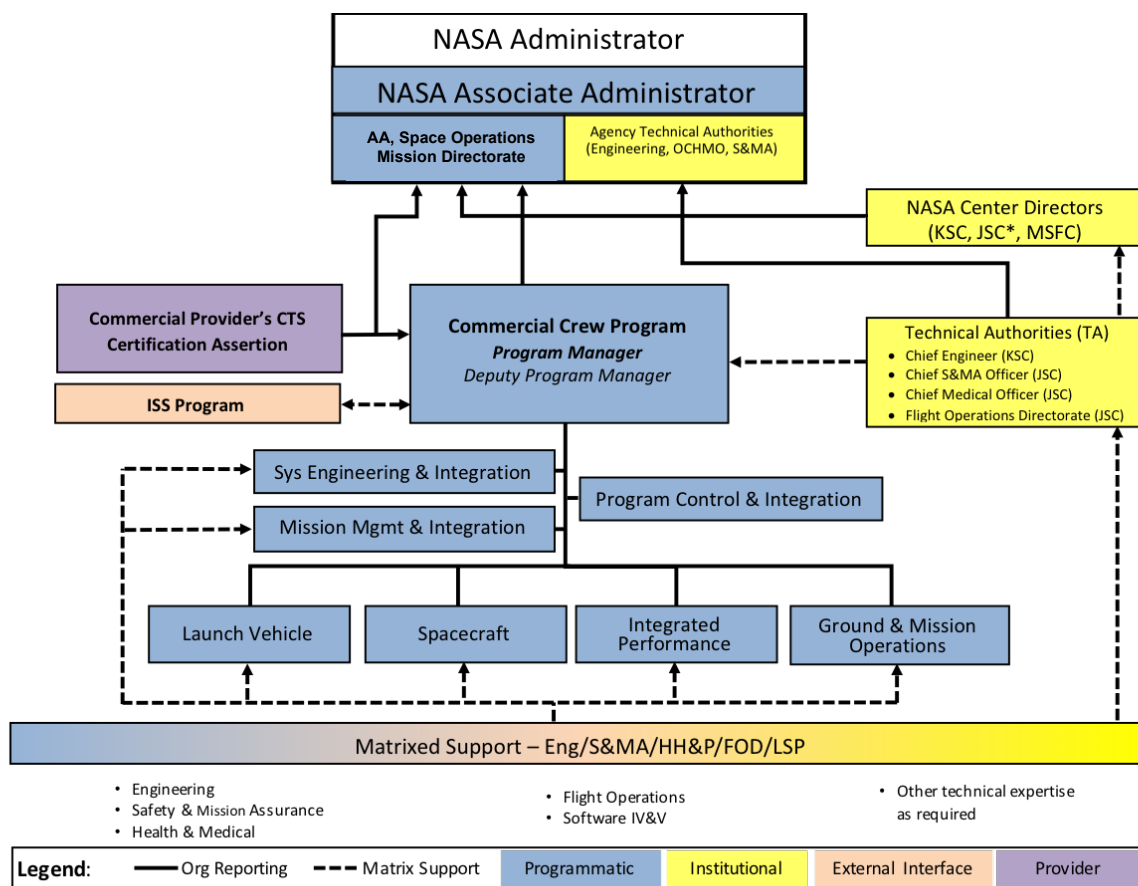 NASA Administrator
NASA Associate Administrator
AA, Space Operations
Mission Directorate
Agency Technical Authorities
(Engineering, OCHMO, S&MA)
NASA Center Directors
(KSC, JSC*, MSFC)
Commercial Provider’s CTS
Certification Assertion
Commercial Crew Program
Program Manager
Deputy Program Manager
Technical Authorities (TA)
• Chief Engineer (KSC)
• Chief S&MA Officer (JSC)
• Chief Medical Officer (JSC)
• Flight Operations Directorate (JSC)
ISS Program
Sys Engineering & Integration
Program Control & Integration
Mission Mgmt & Integration
Launch Vehicle
Spacecraft
Integrated
Performance
Ground & Mission
Operations
Matrixed Support – Eng/S&MA/HH&P/FOD/LSP
• Engineering
• Safety & Mission Assurance
• Health & Medical
• Flight Operations
• Software IV&V
• Other technical expertise
as required
Legend: Org Reporting Matrix Support Programmatic Institutional External Interface Provider